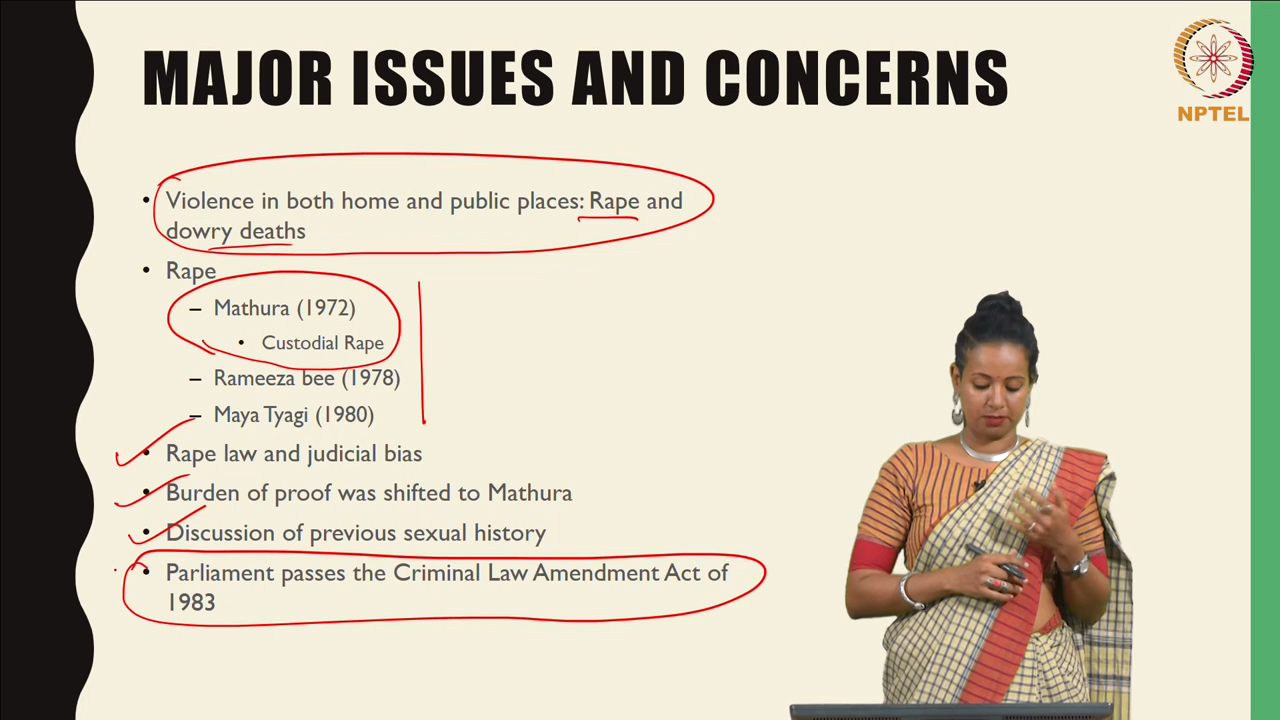 MAJOR ISSUES AND CONCERNS
NPTEL
• Violence in both home and public places: Rape and
dowry deaths
• Rape
– Mathura (1972)
• Custodial Rape
– Rameeza bee (1978)
– Maya Tyagi (1980)
• Rape law and judicial bias
• Burden of proof was shifted to Mathura
• Discussion of previous sexual history
• Parliament passes the Criminal Law Amendment Act of
1983